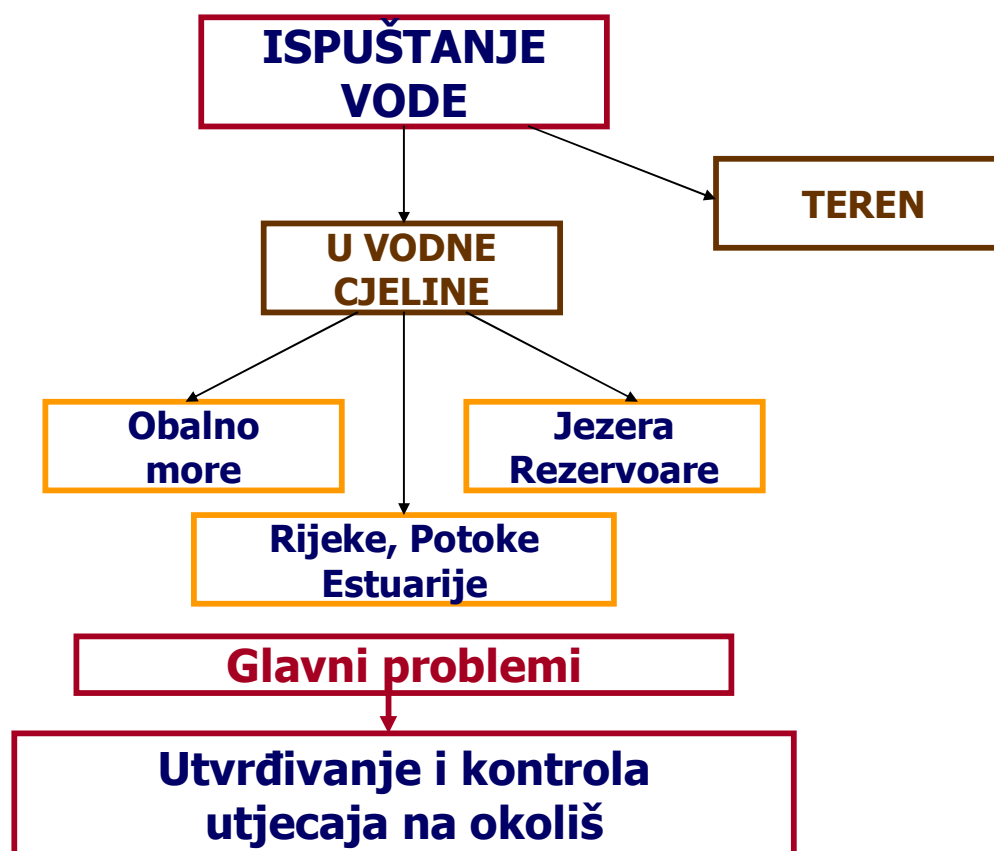 ISPUŠTANJE
VODE
TEREN
U VODNE
CJELINE
Obalno
more
Jezera
Rezervoare
Rijeke, Potoke
Estuarije
Glavni problemi
Utvrđivanje i kontrola
utjecaja na okoliš